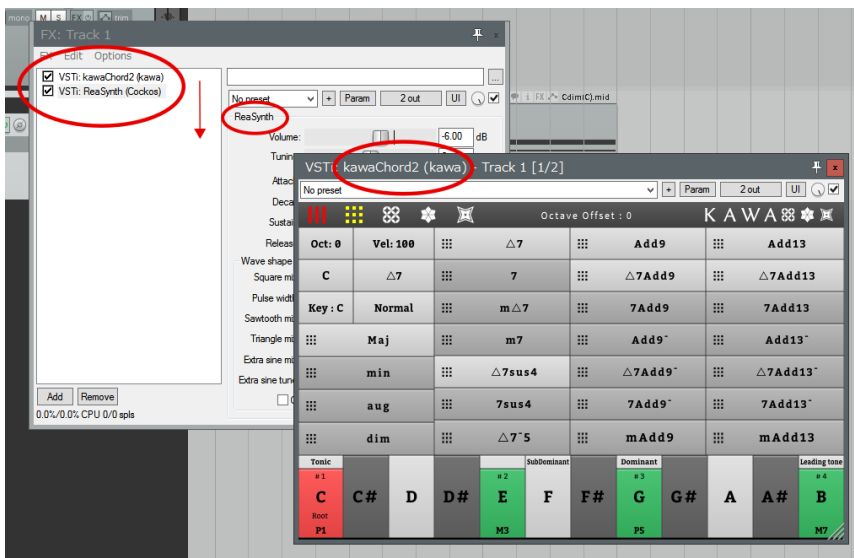 mono M S FX trim
FX: Track 1
FX Edit Options
VSTi: kawaChord2 (kawa)
VSTi: ReaSynth (Cockos)
...
No preset + Param 2 out UI
ReaSynth
Volume: -6.00 dB
Tunin
Attac
Deca
Sustai
Releas
Wave shape
Square mi
Pulse widt
Sawtooth mi
Triangle mi
Extra sine mi
Extra sine tun
Add Remove
0.0%/0.0% CPU 0/0 spls
i FX Cdim(C).mid
VSTi: kawaChord2 (kawa) - Track 1 [1/2]
No preset + Param 2 out UI
Octave Offset : 0 KAWA
Oct: 0 Vel: 100 △7 Add9 Add13
C △7 7 △7Add9 △7Add13
Key : C Normal m△7 7Add9 7Add13
Maj m7 Add9⁻ Add13⁻
min △7sus4 △7Add9⁻ △7Add13⁻
aug 7sus4 7Add9⁻ 7Add13⁻
dim △7⁻5 mAdd9 mAdd13
Tonic SubDominant Dominant Leading tone
#1 #2 #3 #4
C C# D D# E F F# G G# A A# B
Root
P1 M3 P5 M7